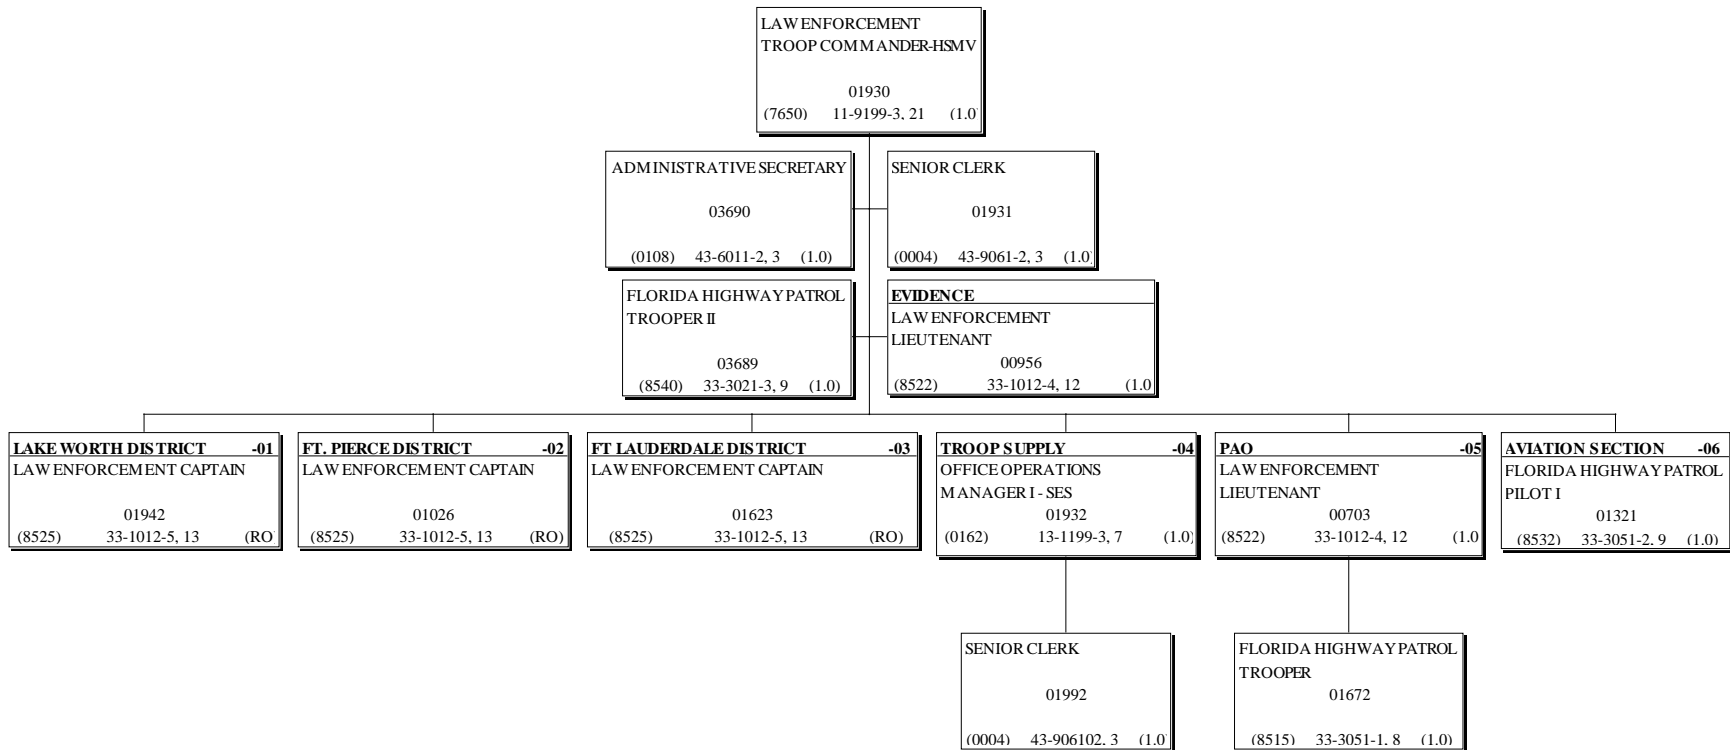 LAW ENFORCEMENT
TROOP COMMANDER-HSMV
01930
(7650) 11-9199-3, 21 (1.0
ADMINISTRATIVE SECRETARY
03690
(0108) 43-6011-2, 3 (1.0)
SENIOR CLERK
01931
(0004) 43-9061-2, 3 (1.0)
FLORIDA HIGHWAY PATROL
TROOPER II
03689
(8540) 33-3021-3, 9 (1.0)
EVIDENCE
LAW ENFORCEMENT
LIEUTENANT
00956
(8522) 33-1012-4, 12 (1.0
LAKE WORTH DISTRICT -01
LAW ENFORCEMENT CAPTAIN
01942
(8525) 33-1012-5, 13 (RO)
FT. PIERCE DISTRICT -02
LAW ENFORCEMENT CAPTAIN
01026
(8525) 33-1012-5, 13 (RO)
FT LAUDERDALE DISTRICT -03
LAW ENFORCEMENT CAPTAIN
01623
(8525) 33-1012-5, 13 (RO)
TROOP SUPPLY -04
OFFICE OPERATIONS
MANAGER I - SES
01932
(0162) 13-1199-3, 7 (1.0)
PAO -05
LAW ENFORCEMENT
LIEUTENANT
00703
(8522) 33-1012-4, 12 (1.0
AVIATION SECTION -06
FLORIDA HIGHWAY PATROL
PILOT I
01321
(8532) 33-3051-2, 9 (1.0)
SENIOR CLERK
01992
(0004) 43-906102, 3 (1.0)
FLORIDA HIGHWAY PATROL
TROOPER
01672
(8515) 33-3051-1, 8 (1.0)